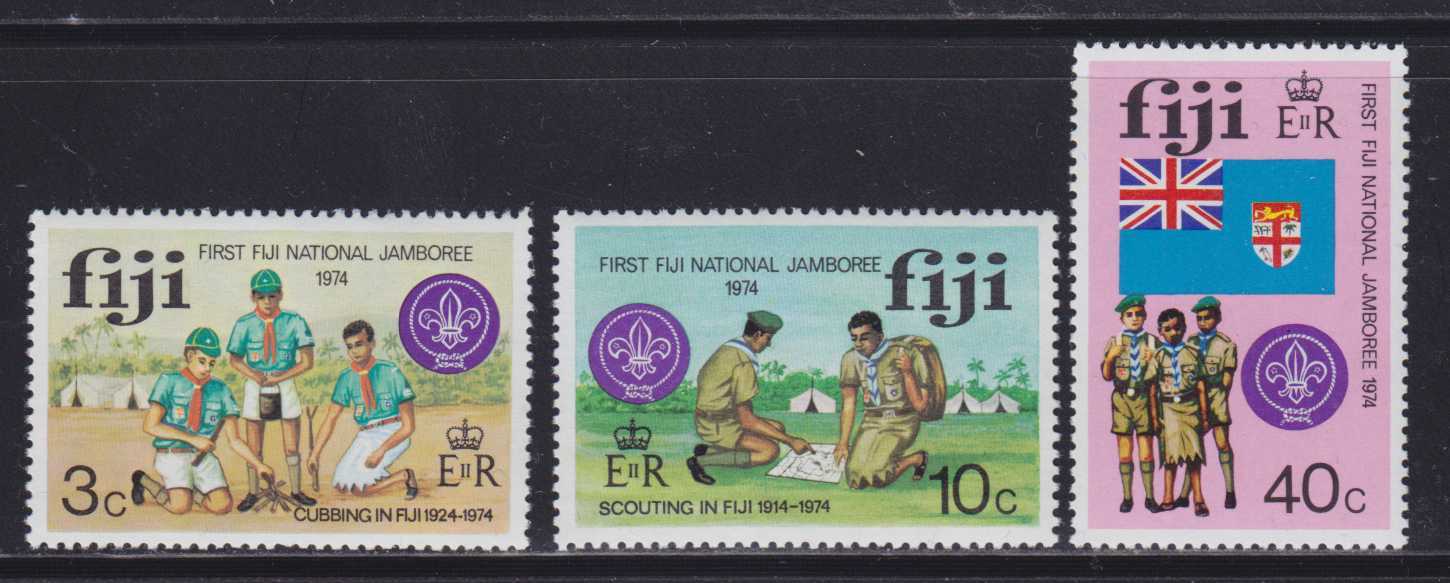 fiji
FIRST FIJI NATIONAL JAMBOREE
1974
EIIR
3c
CUBBING IN FIJI 1924-1974
FIRST FIJI NATIONAL JAMBOREE
1974
fiji
EIIR
10c
SCOUTING IN FIJI 1914-1974
fiji
EIIR
FIRST FIJI NATIONAL JAMBOREE 1974
40c